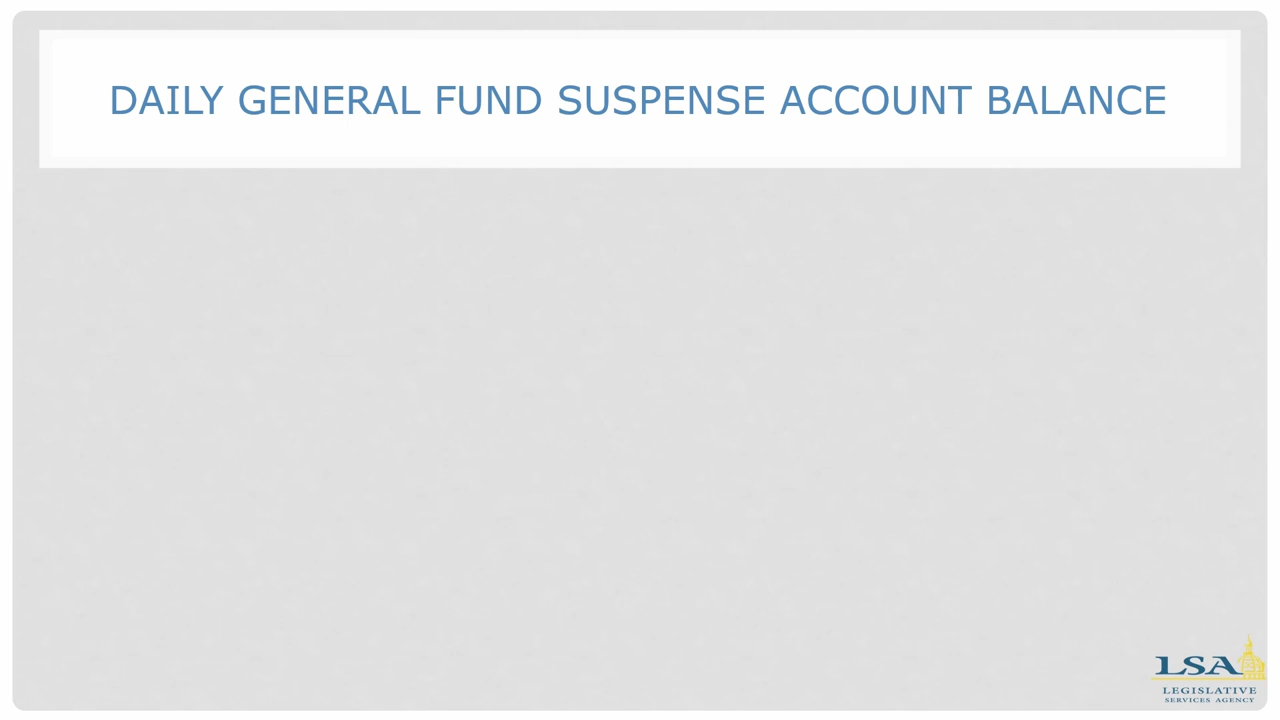 DAILY GENERAL FUND SUSPENSE ACCOUNT BALANCE
LSA
LEGISLATIVE
SERVICES AGENCY